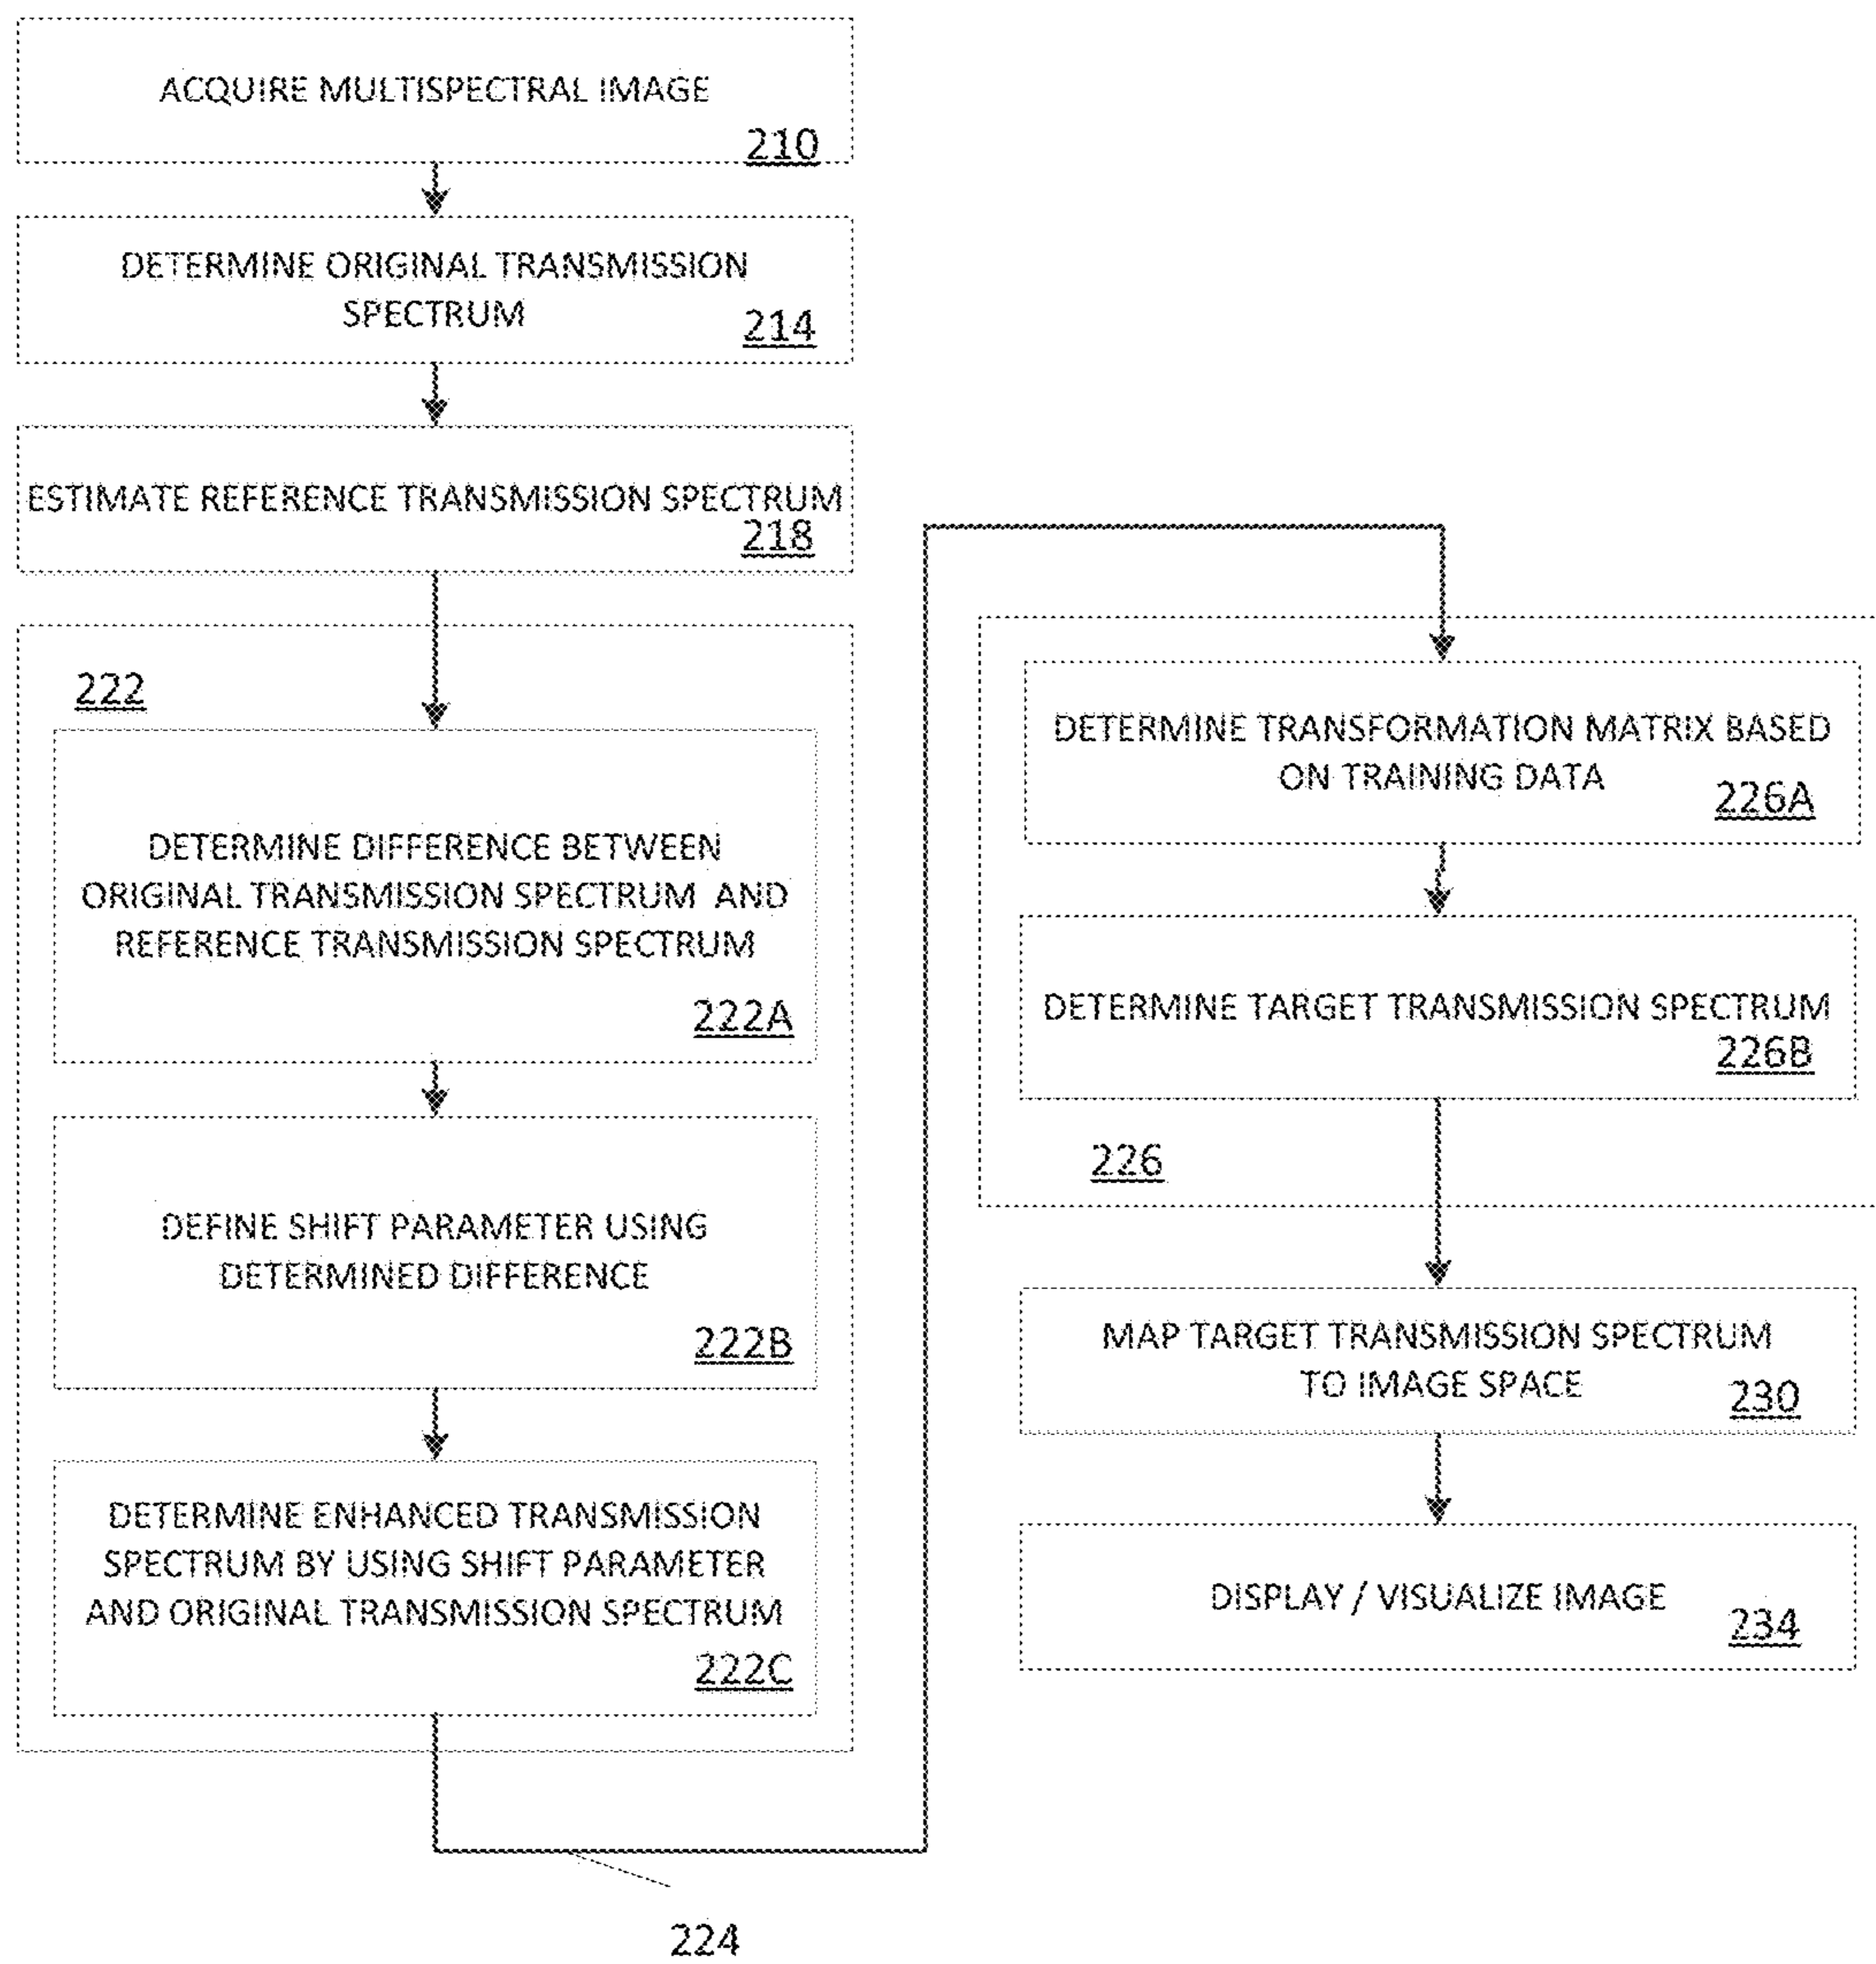 ACQUIRE MULTISPECTRAL IMAGE
210
DETERMINE ORIGINAL TRANSMISSION
SPECTRUM
214
ESTIMATE REFERENCE TRANSMISSION SPECTRUM
218
222
DETERMINE DIFFERENCE BETWEEN
ORIGINAL TRANSMISSION SPECTRUM AND
REFERENCE TRANSMISSION SPECTRUM
222A
DEFINE SHIFT PARAMETER USING
DETERMINED DIFFERENCE
222B
DETERMINE ENHANCED TRANSMISSION
SPECTRUM BY USING SHIFT PARAMETER
AND ORIGINAL TRANSMISSION SPECTRUM
222C
224
DETERMINE TRANSFORMATION MATRIX BASED
ON TRAINING DATA
226A
DETERMINE TARGET TRANSMISSION SPECTRUM
226B
226
MAP TARGET TRANSMISSION SPECTRUM
TO IMAGE SPACE
230
DISPLAY / VISUALIZE IMAGE
234